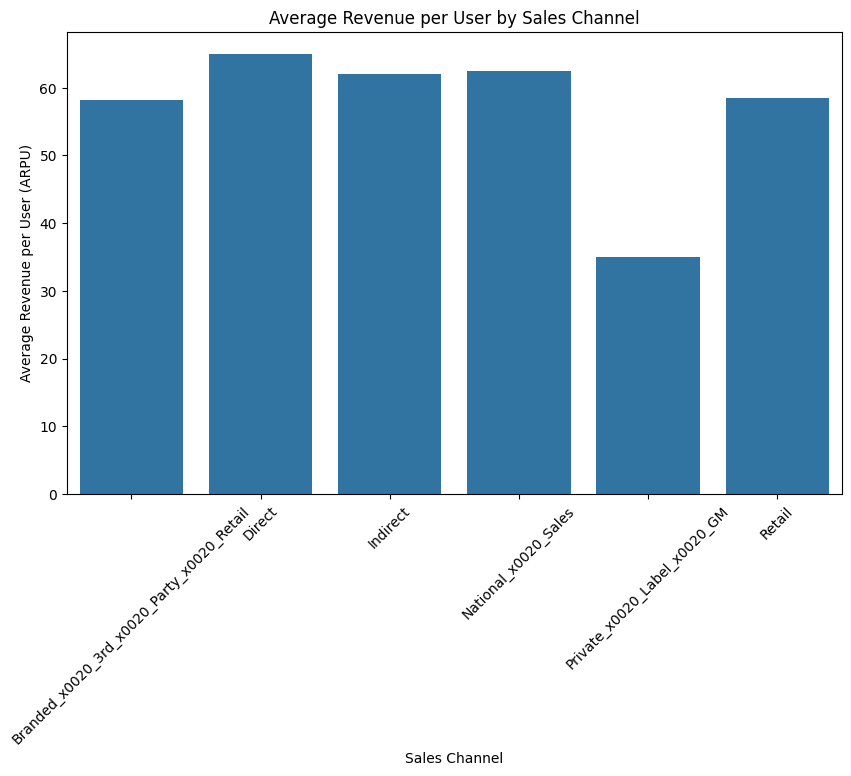 Average Revenue per User by Sales Channel
Average Revenue per User (ARPU)
60
50
40
30
20
10
0
Branded_x0020_3rd_x0020_Party_x0020_Retail
Direct
Indirect
National_x0020_Sales
Private_x0020_Label_x0020_GM
Retail
Sales Channel